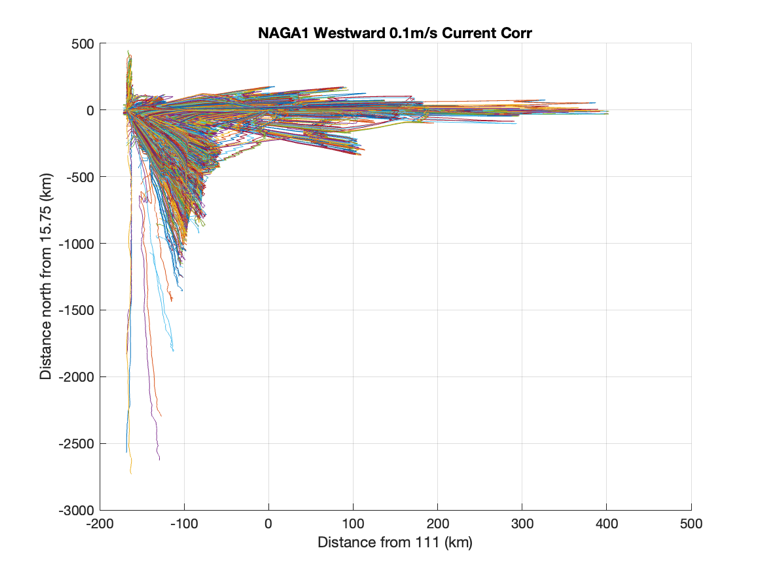 NAGA1 Westward 0.1m/s Current Corr
500
0
-500
-1000
-1500
-2000
-2500
-3000
Distance north from 15.75 (km)
-200 -100 0 100 200 300 400 500
Distance from 111 (km)